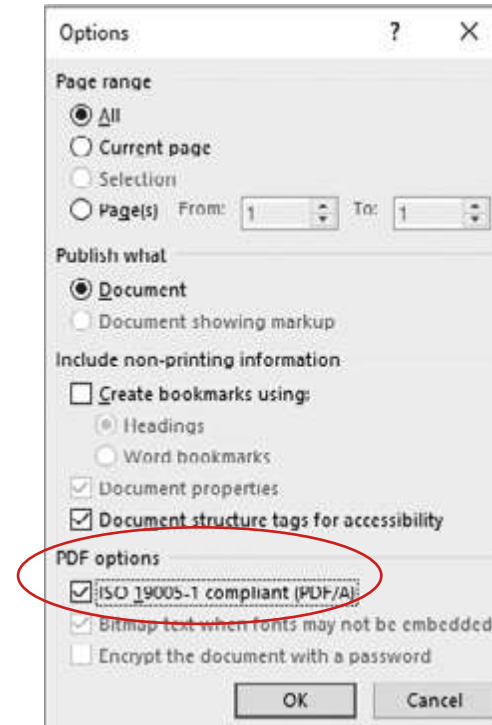 Options ? ×
Page range
All
Current page
Selection
Page(s) From: 1 To: 1
Publish what
Document
Document showing markup
Include non-printing information
Create bookmarks using:
Headings
Word bookmarks
Document properties
Document structure tags for accessibility
PDF options
ISO 19005-1 compliant (PDF/A)
Bitmap text when fonts may not be embedded
Encrypt the document with a password
OK Cancel